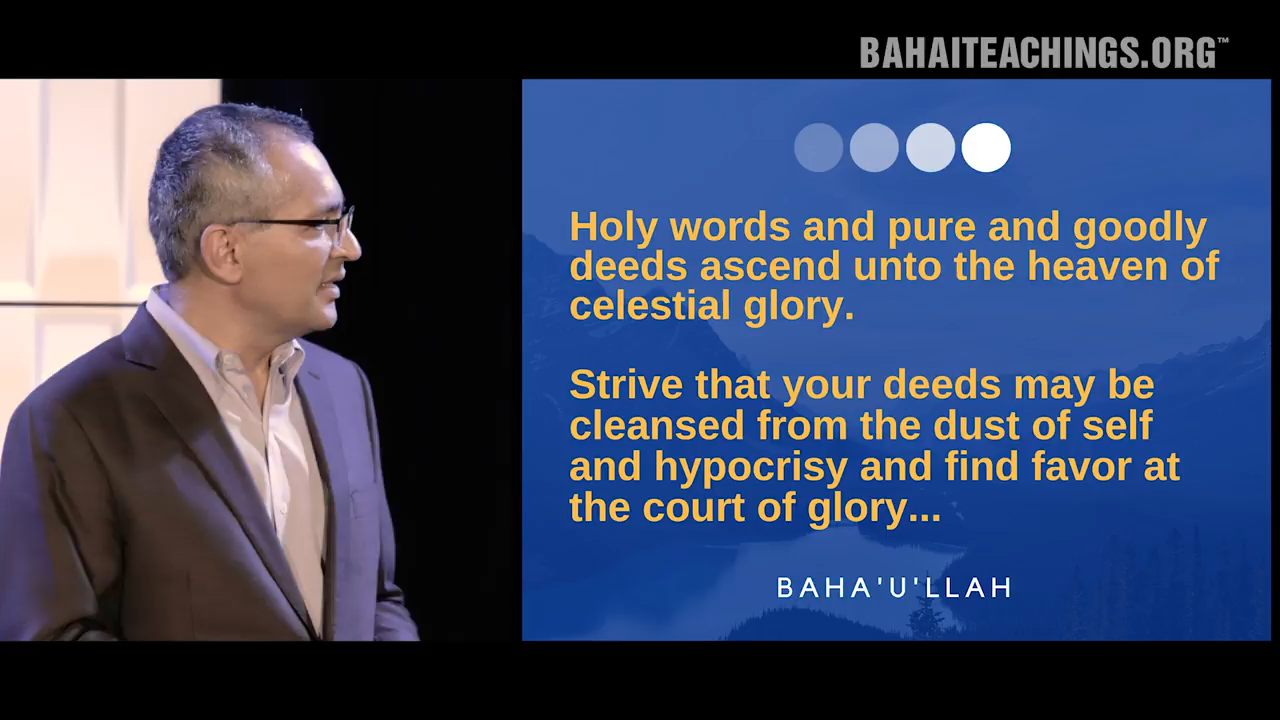 BAHAITEACHINGS.ORG™
Holy words and pure and goodly
deeds ascend unto the heaven of
celestial glory.
Strive that your deeds may be
cleansed from the dust of self
and hypocrisy and find favor at
the court of glory...
BAHA'U'LLAH